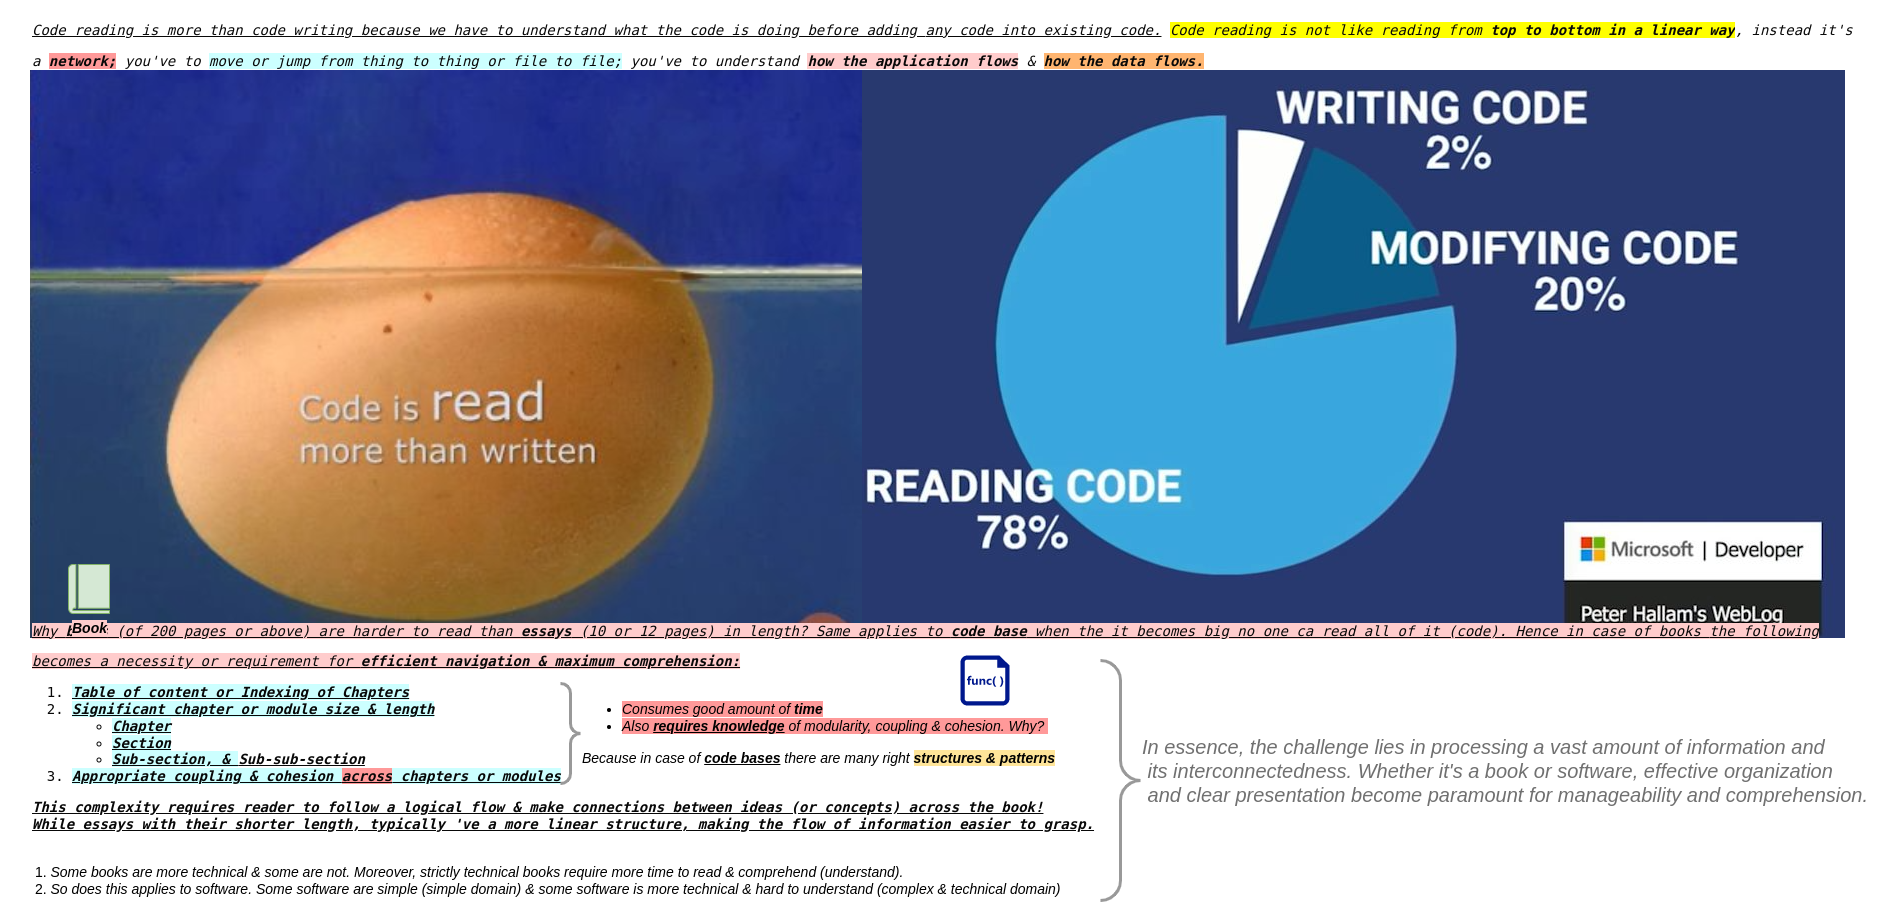 Code reading is more than code writing because we have to understand what the code is doing before adding any code into existing code. Code reading is not like reading from top to bottom in a linear way, instead it's
a network; you've to move or jump from thing to thing or file to file; you've to understand how the application flows & how the data flows.
WRITING CODE
2%
MODIFYING CODE
20%
Code is read
more than written
READING CODE
78%
Microsoft | Developer
Peter Hallam's WebLog
Book
Why (of 200 pages or above) are harder to read than essays (10 or 12 pages) in length? Same applies to code base when the it becomes big no one ca read all of it (code). Hence in case of books the following
becomes a necessity or requirement for efficient navigation & maximum comprehension:
func( )
1. Table of content or Indexing of Chapters
2. Significant chapter or module size & length
Chapter
Section
Sub-section, & Sub-sub-section
3. Appropriate coupling & cohesion across chapters or modules
Consumes good amount of time
Also requires knowledge of modularity, coupling & cohesion. Why?
Because in case of code bases there are many right structures & patterns
In essence, the challenge lies in processing a vast amount of information and
its interconnectedness. Whether it's a book or software, effective organization
and clear presentation become paramount for manageability and comprehension.
This complexity requires reader to follow a logical flow & make connections between ideas (or concepts) across the book!
While essays with their shorter length, typically 've a more linear structure, making the flow of information easier to grasp.
1. Some books are more technical & some are not. Moreover, strictly technical books require more time to read & comprehend (understand).
2. So does this applies to software. Some software are simple (simple domain) & some software is more technical & hard to understand (complex & technical domain)